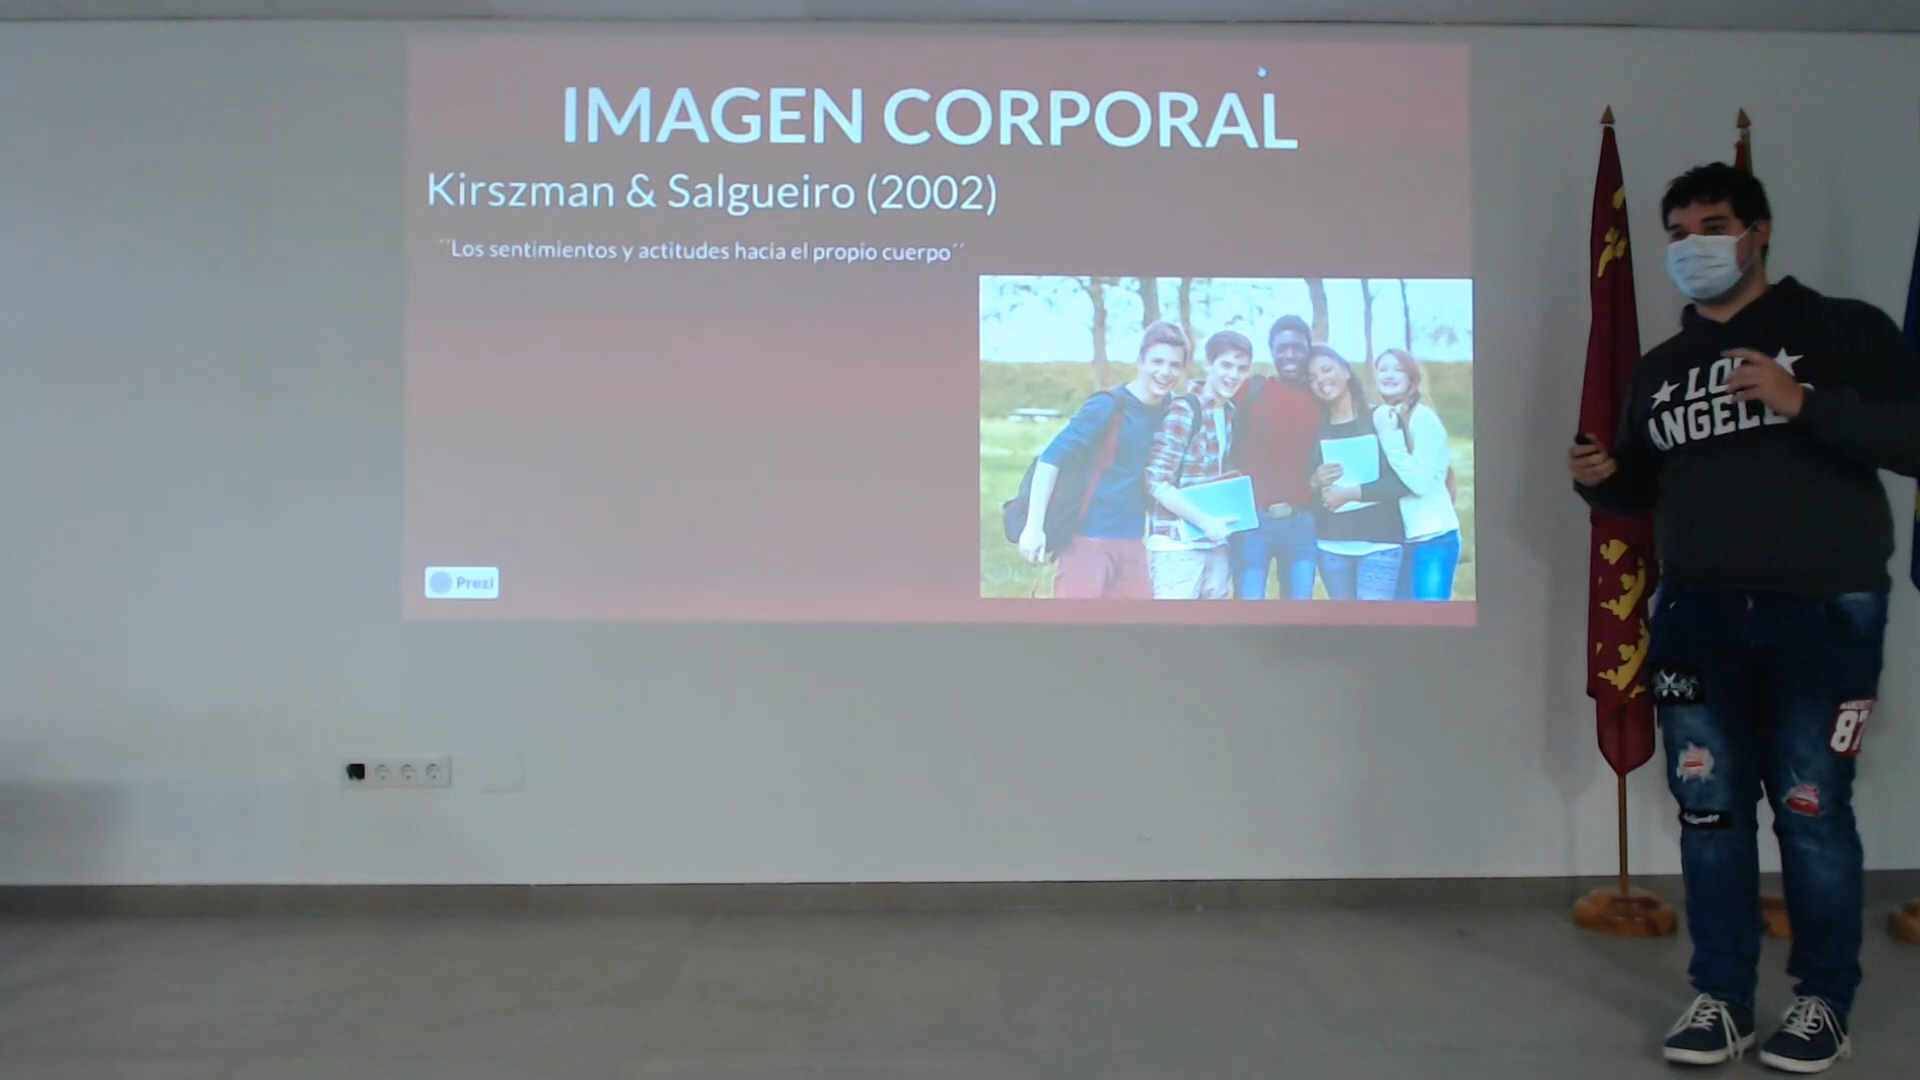 IMAGEN CORPORAL
Kirszman & Salgueiro (2002)
´´Los sentimientos y actitudes hacia el propio cuerpo´´
Prezi
LOS
ANGELES
87